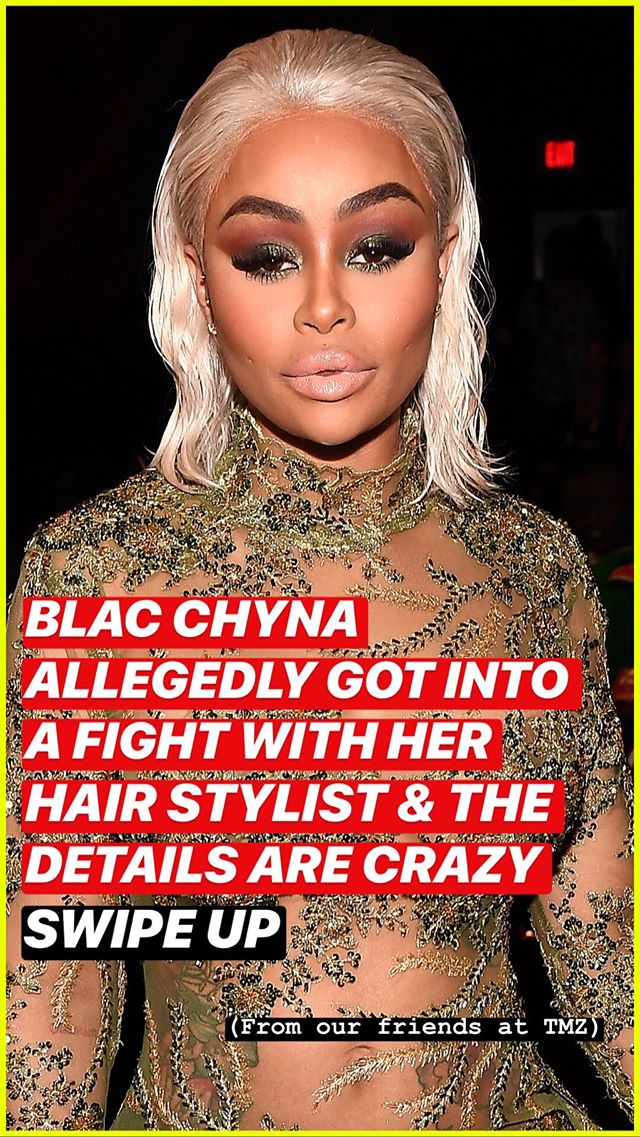 BLAC CHYNA
ALLEGEDLY GOT INTO
A FIGHT WITH HER
HAIR STYLIST & THE
DETAILS ARE CRAZY
SWIPE UP
(From our friends at TMZ)